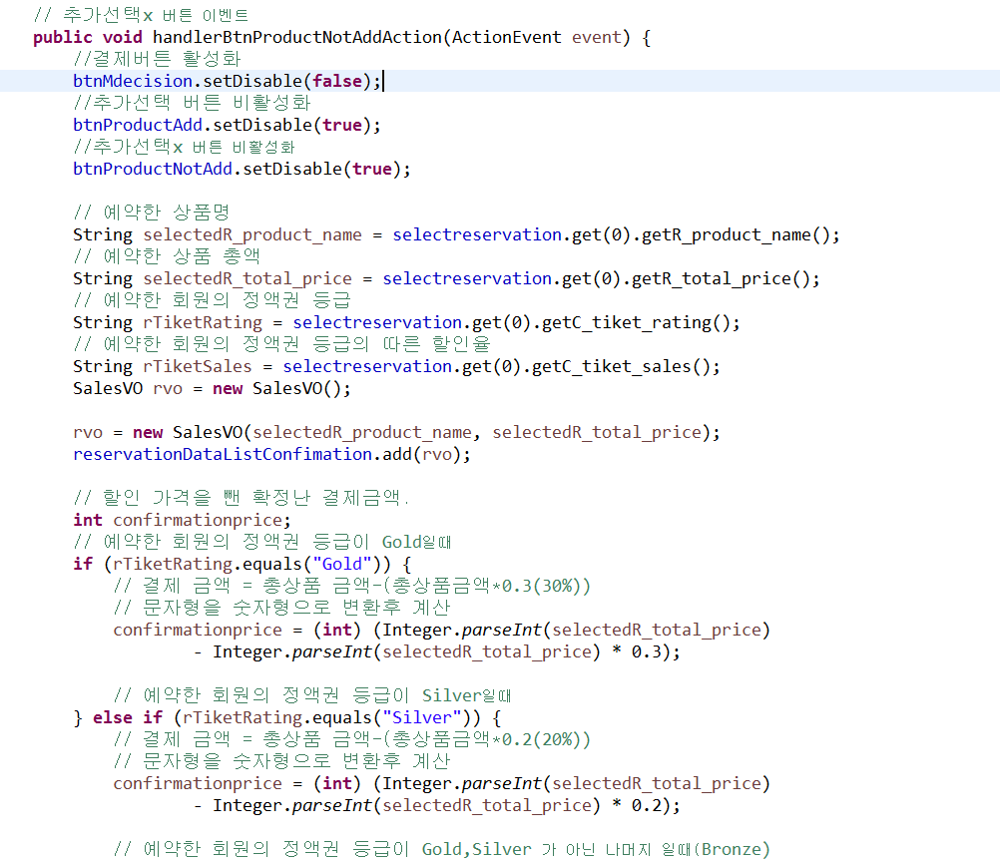 // 추가선택x 버튼 이벤트
public void handlerBtnProductNotAddAction(ActionEvent event) {
//결제버튼 활성화
btnMdecision.setDisable(false);
//추가선택 버튼 비활성화
btnProductAdd.setDisable(true);
//추가선택x 버튼 비활성화
btnProductNotAdd.setDisable(true);
// 예약한 상품명
String selectedR_product_name = selectreservation.get(0).getR_product_name();
// 예약한 상품 총액
String selectedR_total_price = selectreservation.get(0).getR_total_price();
// 예약한 회원의 정액권 등급
String rTiketRating = selectreservation.get(0).getC_tiket_rating();
// 예약한 회원의 정액권 등급의 따른 할인율
String rTiketSales = selectreservation.get(0).getC_tiket_sales();
SalesVO rvo = new SalesVO();
rvo = new SalesVO(selectedR_product_name, selectedR_total_price);
reservationDataListConfimation.add(rvo);
// 할인 가격을 뺀 확정난 결제금액.
int confirmationprice;
// 예약한 회원의 정액권 등급이 Gold일때
if (rTiketRating.equals("Gold")) {
// 결제 금액 = 총상품 금액-(총상품금액*0.3(30%))
// 문자형을 숫자형으로 변환후 계산
confirmationprice = (int) (Integer.parseInt(selectedR_total_price)
- Integer.parseInt(selectedR_total_price) * 0.3);
// 예약한 회원의 정액권 등급이 Silver일때
} else if (rTiketRating.equals("Silver")) {
// 결제 금액 = 총상품 금액-(총상품금액*0.2(20%))
// 문자형을 숫자형으로 변환후 계산
confirmationprice = (int) (Integer.parseInt(selectedR_total_price)
- Integer.parseInt(selectedR_total_price) * 0.2);
// 예약한 회원의 정액권 등급이 Gold,Silver 가 아닌 나머지 일때(Bronze)